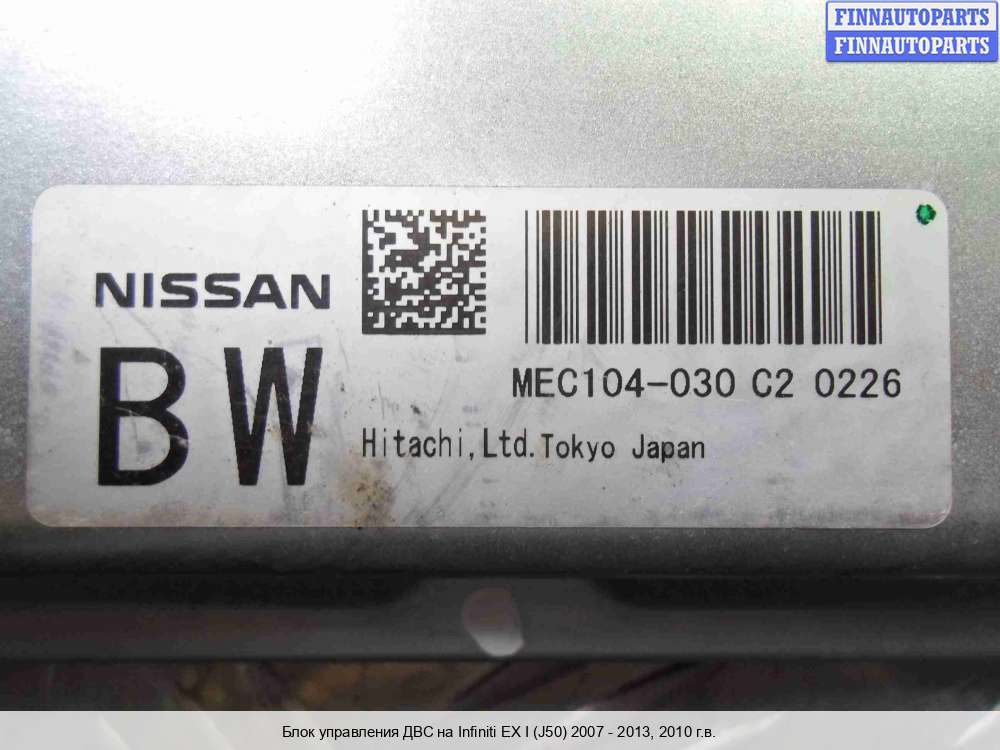 FINNAUTOPARTS
FINNAUTOPARTS
NISSAN
BW
MEC104-030 C2 0226
Hitachi,Ltd.Tokyo Japan
Блок управления ДВС на Infiniti EX I (J50) 2007 - 2013, 2010 г.в.